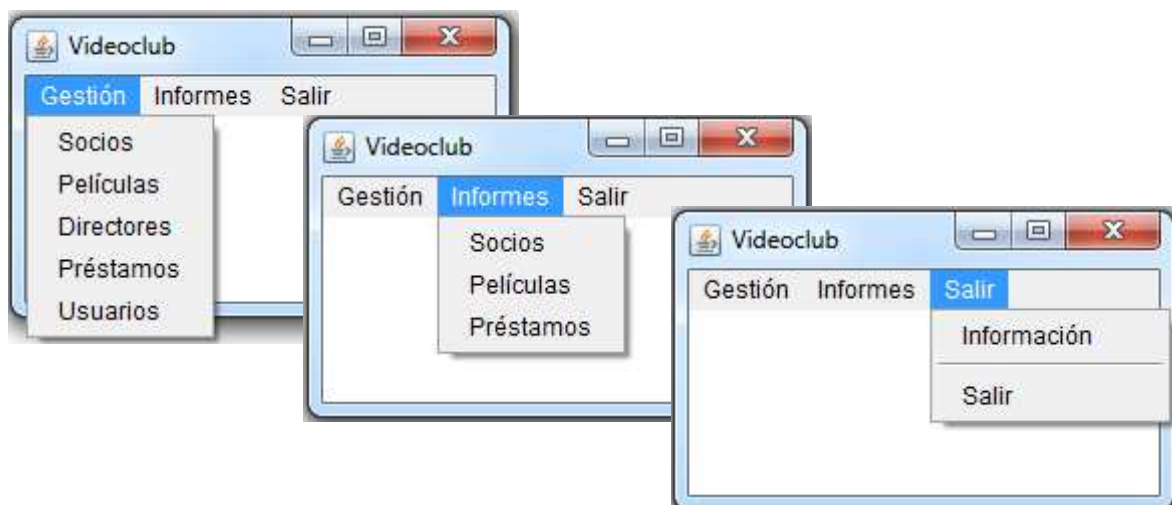 Videoclub
Gestión Informes Salir
Socios
Películas
Directores
Préstamos
Usuarios
Videoclub
Gestión Informes Salir
Socios
Películas
Préstamos
Videoclub
Gestión Informes Salir
Información
Salir